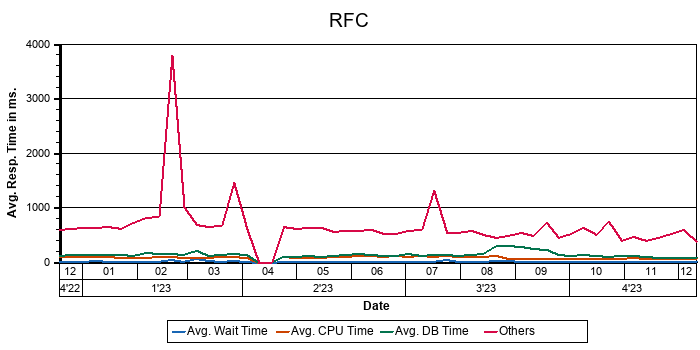 RFC
Avg. Resp. Time in ms.
4000
3000
2000
1000
0
12 01 02 03 04 05 06 07 08 09 10 11 12
4'22 1'23 2'23 3'23 4'23
Date
Avg. Wait Time Avg. CPU Time Avg. DB Time Others